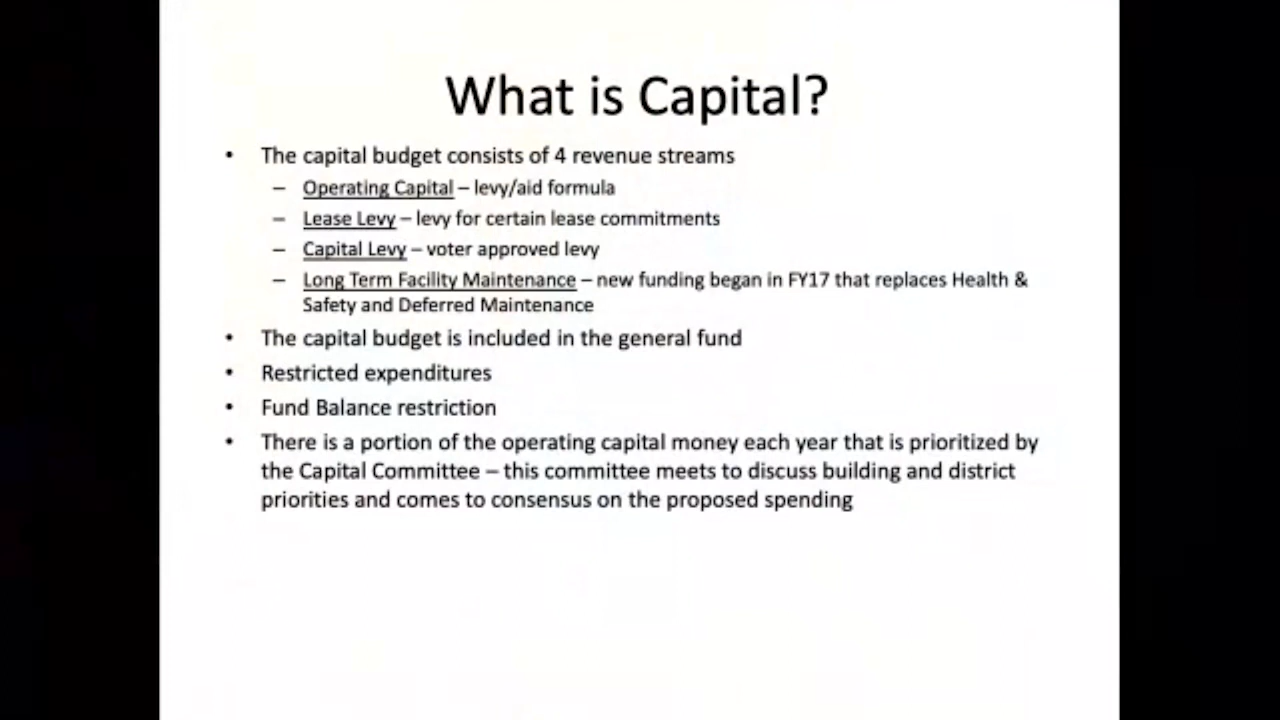 What is Capital?
• The capital budget consists of 4 revenue streams
– Operating Capital – levy/aid formula
– Lease Levy – levy for certain lease commitments
– Capital Levy – voter approved levy
– Long Term Facility Maintenance – new funding began in FY17 that replaces Health &
Safety and Deferred Maintenance
• The capital budget is included in the general fund
• Restricted expenditures
• Fund Balance restriction
• There is a portion of the operating capital money each year that is prioritized by
the Capital Committee – this committee meets to discuss building and district
priorities and comes to consensus on the proposed spending